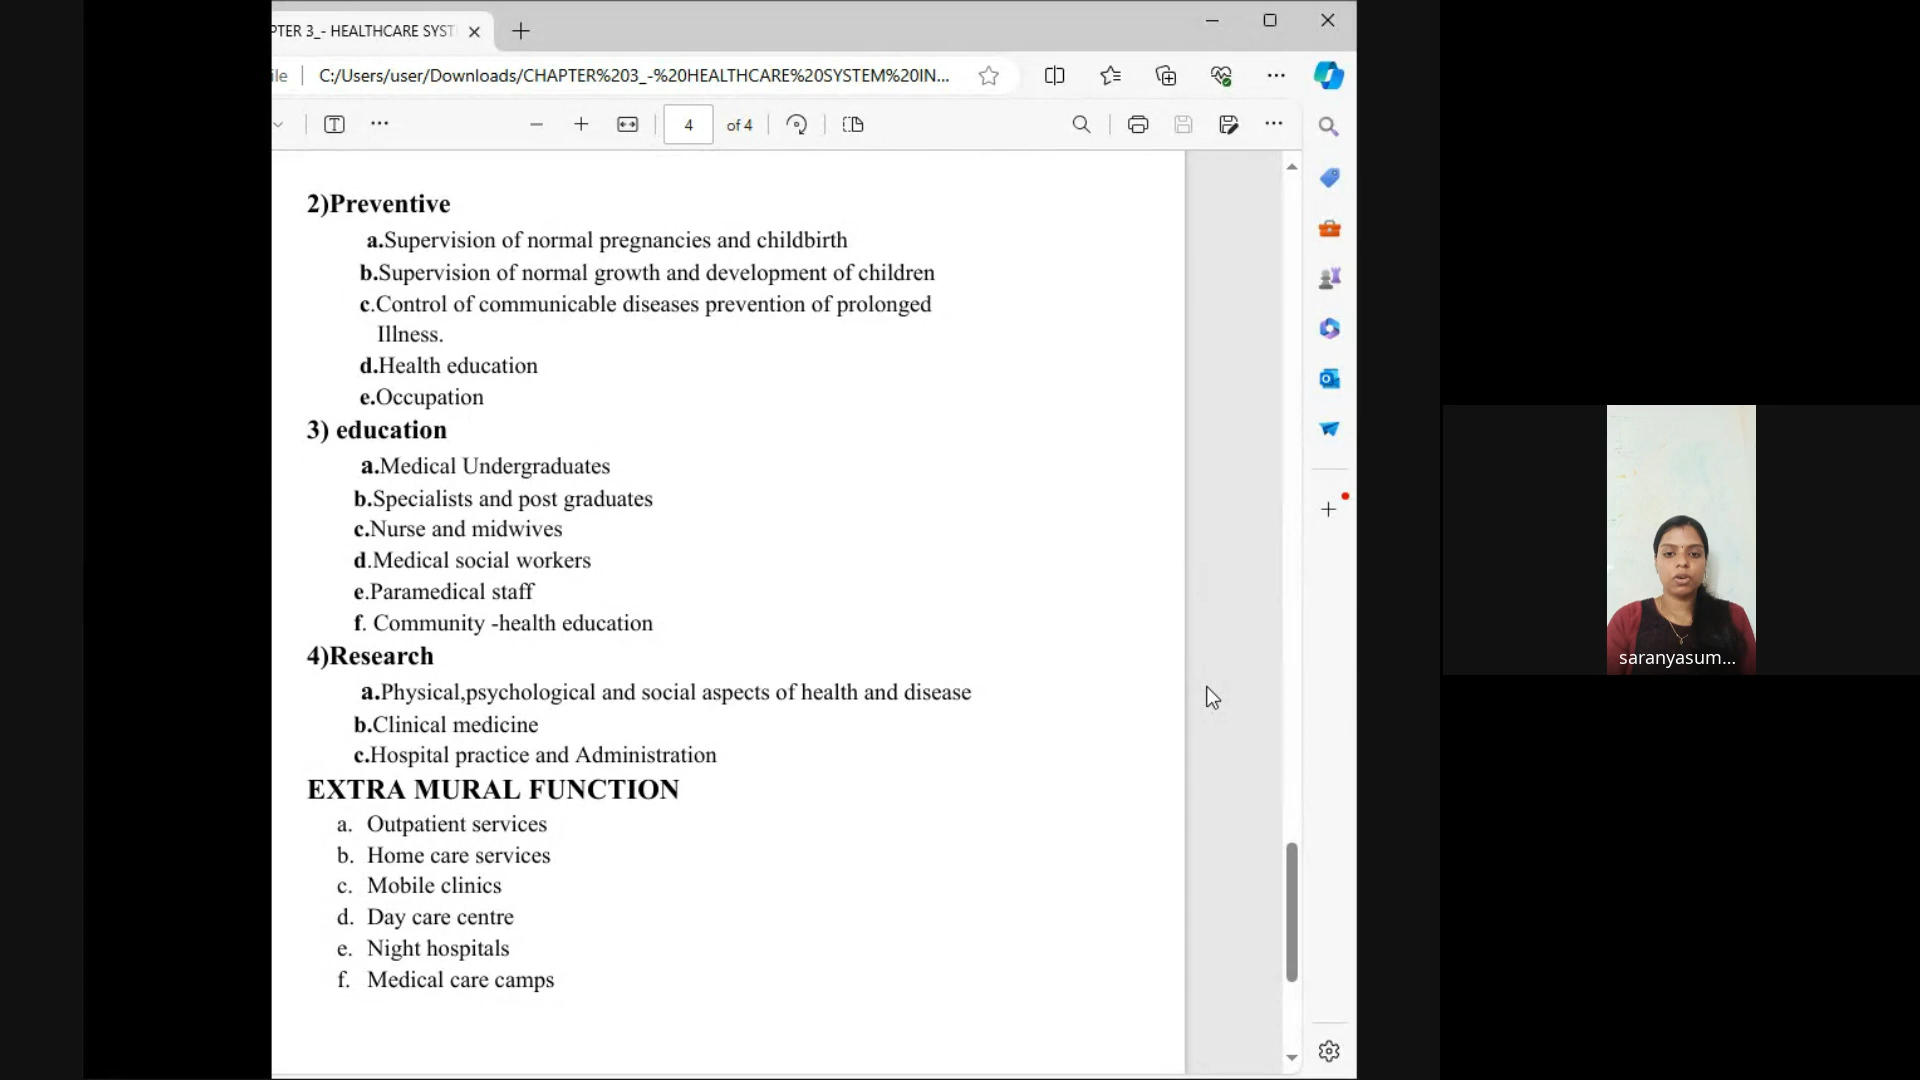 PTER 3_- HEALTHCARE SYST
ile
C:/Users/user/Downloads/CHAPTER%203_-%20HEALTHCARE%20SYSTEM%20IN...
4 of 4
2)Preventive
a.Supervision of normal pregnancies and childbirth
b.Supervision of normal growth and development of children
c.Control of communicable diseases prevention of prolonged
Illness.
d.Health education
e.Occupation
3) education
a.Medical Undergraduates
b.Specialists and post graduates
c.Nurse and midwives
d.Medical social workers
e.Paramedical staff
f. Community -health education
4)Research
a.Physical,psychological and social aspects of health and disease
b.Clinical medicine
c.Hospital practice and Administration
EXTRA MURAL FUNCTION
a. Outpatient services
b. Home care services
c. Mobile clinics
d. Day care centre
e. Night hospitals
f. Medical care camps
saranyasum...